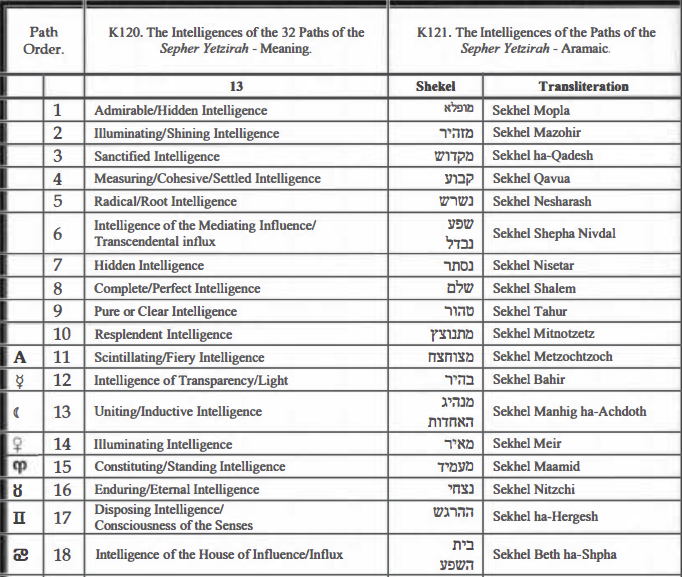 Path Order.
K120. The Intelligences of the 32 Paths of the Sepher Yetzirah - Meaning.
K121. The Intelligences of the Paths of the Sepher Yetzirah - Aramaic.
13 Shekel Transliteration
1 Admirable/Hidden Intelligence מופלא Sekhel Mopla
2 Illuminating/Shining Intelligence מזהיר Sekhel Mazohir
3 Sanctified Intelligence מקדוש Sekhel ha-Qadesh
4 Measuring/Cohesive/Settled Intelligence קבוע Sekhel Qavua
5 Radical/Root Intelligence נשרש Sekhel Nesharash
6 Intelligence of the Mediating Influence/
Transcendental influx
שפע
נבדל
Sekhel Shepha Nivdal
7 Hidden Intelligence נסתר Sekhel Nisetar
8 Complete/Perfect Intelligence שלם Sekhel Shalem
9 Pure or Clear Intelligence טהור Sekhel Tahur
10 Resplendent Intelligence מתנוצץ Sekhel Mitnotzetz
A 11 Scintillating/Fiery Intelligence מצוחצח Sekhel Metzochtzoch
☿ 12 Intelligence of Transparency/Light בהיר Sekhel Bahir
☾ 13 Uniting/Inductive Intelligence
מנהיג
האחדות
Sekhel Manhig ha-Achdoth
♀ 14 Illuminating Intelligence מאיר Sekhel Meir
♈ 15 Constituting/Standing Intelligence מעמיד Sekhel Maamid
♉ 16 Enduring/Eternal Intelligence נצחי Sekhel Nitzchi
♊ 17 Disposing Intelligence/
Consciousness of the Senses
ההרגש
Sekhel ha-Hergesh
♋ 18 Intelligence of the House of Influence/Influx
בית
השפע
Sekhel Beth ha-Shpha